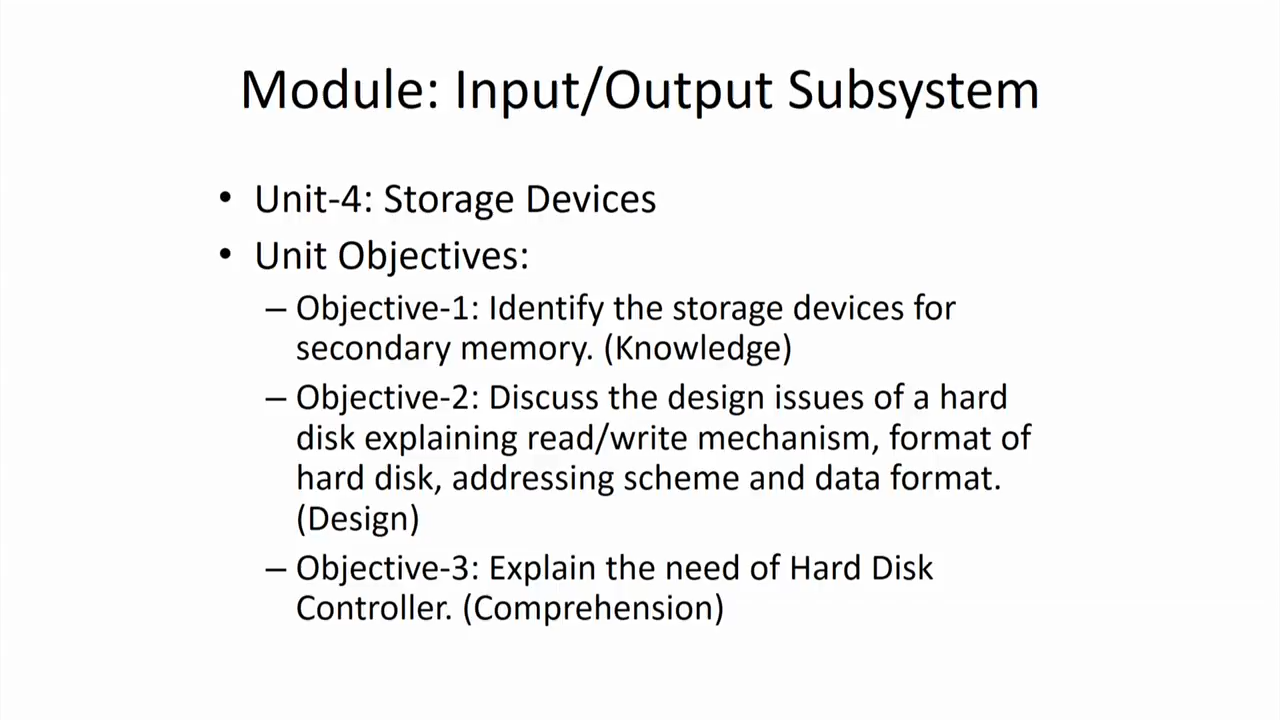 Module: Input/Output Subsystem
• Unit-4: Storage Devices
• Unit Objectives:
– Objective-1: Identify the storage devices for
secondary memory. (Knowledge)
– Objective-2: Discuss the design issues of a hard
disk explaining read/write mechanism, format of
hard disk, addressing scheme and data format.
(Design)
– Objective-3: Explain the need of Hard Disk
Controller. (Comprehension)